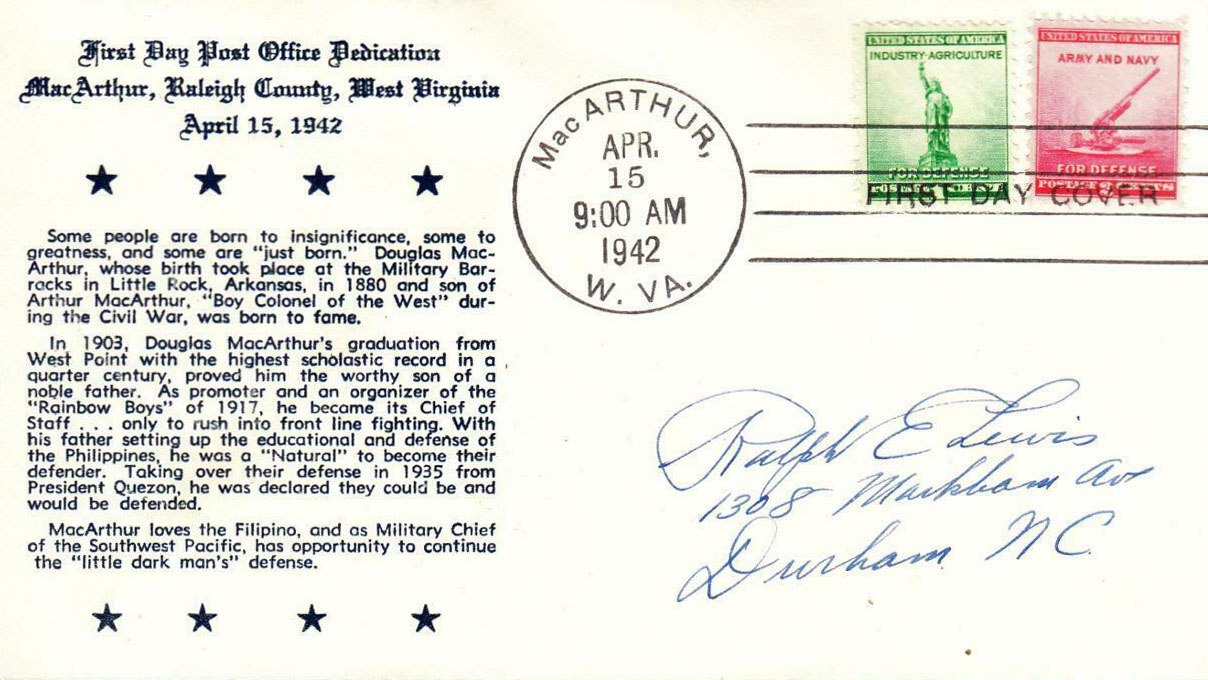 First Day Post Office Dedication
MacArthur, Raleigh County, West Virginia
April 15, 1942
Some people are born to insignificance, some to
greatness, and some are "just born." Douglas Mac-
Arthur, whose birth took place at the Military Bar-
racks in Little Rock, Arkansas, in 1880 and son of
Arthur MacArthur, "Boy Colonel of the West" dur-
ing the Civil War, was born to fame.
In 1903, Douglas MacArthur's graduation from
West Point with the highest scholastic record in a
quarter century, proved him the worthy son of a
noble father. As promoter and an organizer of the
"Rainbow Boys" of 1917, he became its Chief of
Staff . . . only to rush into front line fighting. With
his father setting up the educational and defense of
the Philippines, he was a "Natural" to become their
defender. Taking over their defense in 1935 from
President Quezon, he was declared they could be and
would be defended.
MacArthur loves the Filipino, and as Military Chief
of the Southwest Pacific, has opportunity to continue
the "little dark man's" defense.
MacARTHUR,
APR.
15
9:00 AM
1942
W. VA.
UNITED STATES OF AMERICA
INDUSTRY-AGRICULTURE
FOR DEFENSE
UNITED STATES OF AMERICA
ARMY AND NAVY
FOR DEFENSE
POSTAGE 2 CENTS
FIRST DAY COVER
Ralph E Lewis
1308 Markham Ave
Durham NC